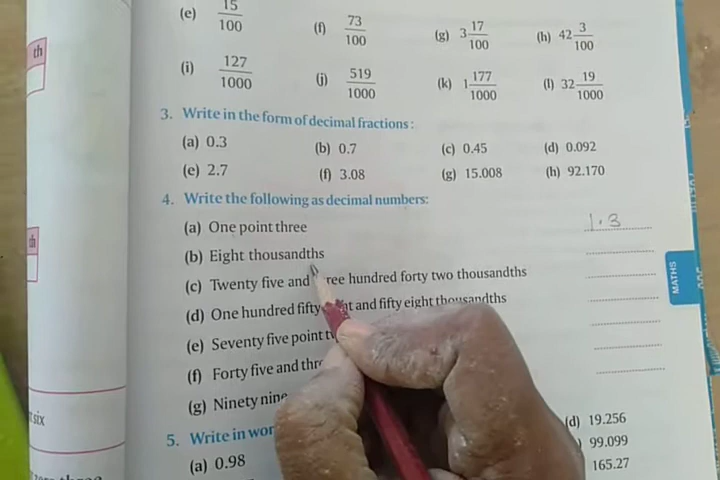 (e) 15/100 (f) 73/100 (g) 3 17/100 (h) 42 3/100
th
(i) 127/1000 (j) 519/1000 (k) 1 177/1000 (l) 32 19/1000
3. Write in the form of decimal fractions:
(a) 0.3 (b) 0.7 (c) 0.45 (d) 0.092
(e) 2.7 (f) 3.08 (g) 15.008 (h) 92.170
4. Write the following as decimal numbers:
(a) One point three 1.3
th
(b) Eight thousandths
(c) Twenty five and hundred forty two thousandths
MATHS
(d) One hundred fifty and fifty eight thousandths
(e) Seventy five point
(f) Forty five and
(g) Ninety nine
six
5. Write in
(d) 19.256
99.099
(a) 0.98
165.27